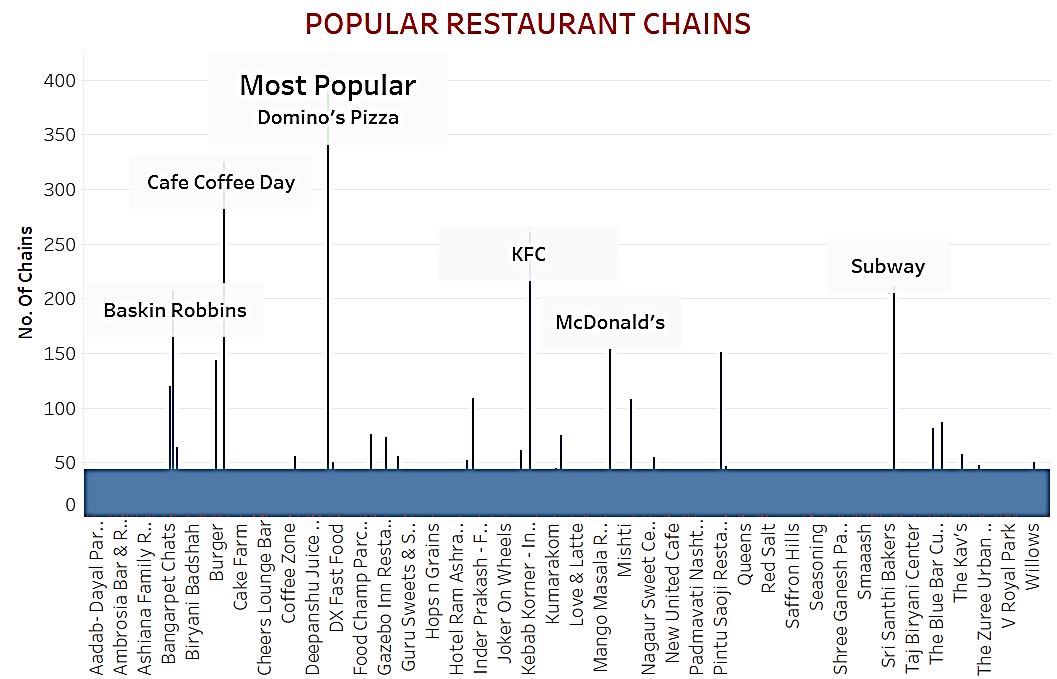 POPULAR RESTAURANT CHAINS
Most Popular
Domino's Pizza
Cafe Coffee Day
KFC
Subway
Baskin Robbins
McDonald's
No. Of Chains
400
350
300
250
200
150
100
50
0
Aadab- Dayal Par..
Ambrosia Bar & R..
Ashiana Family R..
Bangarpet Chats
Biryani Badshah
Burger
Cake Farm
Cheers Lounge Bar
Coffee Zone
Deepanshu Juice ..
DX Fast Food
Food Champ Parc..
Gazebo Inn Resta..
Guru Sweets & S..
Hops n Grains
Hotel Ram Ashra..
Inder Prakash - F..
Joker On Wheels
Kebab Korner - In..
Kumarakom
Love & Latte
Mango Masala R..
Mishti
Nagaur Sweet Ce..
New United Cafe
Padmavati Nasht..
Pintu Saoji Resta..
Queens
Red Salt
Saffron Hills
Seasoning
Shree Ganesh Pa..
Smaaash
Sri Santhi Bakers
Taj Biryani Center
The Blue Bar Cu..
The Kav's
The Zuree Urban ..
V Royal Park
Willows